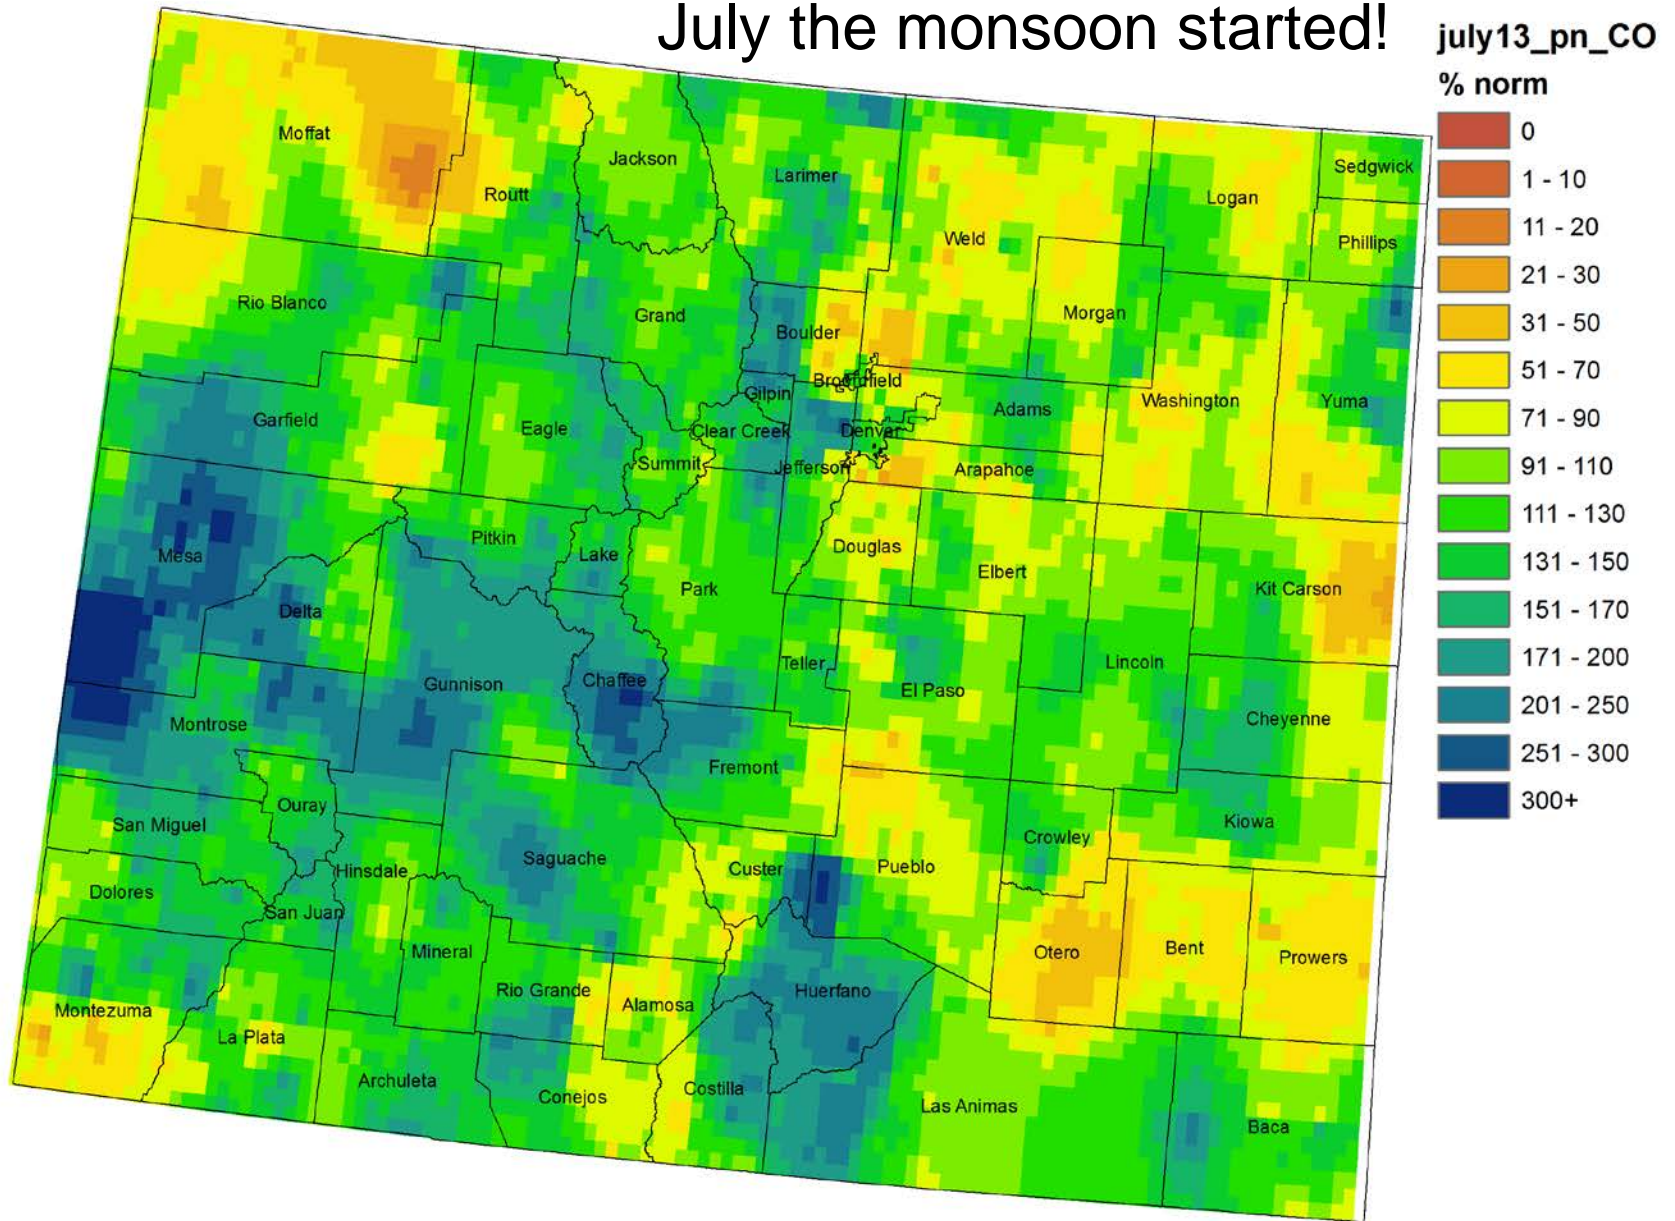 July the monsoon started!
july13_pn_CO
% norm
0
1 - 10
11 - 20
21 - 30
31 - 50
51 - 70
71 - 90
91 - 110
111 - 130
131 - 150
151 - 170
171 - 200
201 - 250
251 - 300
300+
Moffat
Routt
Jackson
Larimer
Weld
Logan
Sedgwick
Phillips
Rio Blanco
Grand
Boulder
Morgan
Broomfield
Gilpin
Garfield
Eagle
Clear Creek
Denver
Adams
Washington
Yuma
Summit
Jefferson
Arapahoe
Mesa
Pitkin
Lake
Park
Douglas
Elbert
Kit Carson
Delta
Gunnison
Chaffee
Teller
El Paso
Lincoln
Cheyenne
Montrose
Fremont
Ouray
San Miguel
Hinsdale
Saguache
Custer
Pueblo
Crowley
Kiowa
Dolores
San Juan
Mineral
Otero
Bent
Prowers
Montezuma
La Plata
Rio Grande
Alamosa
Huerfano
Archuleta
Conejos
Costilla
Las Animas
Baca